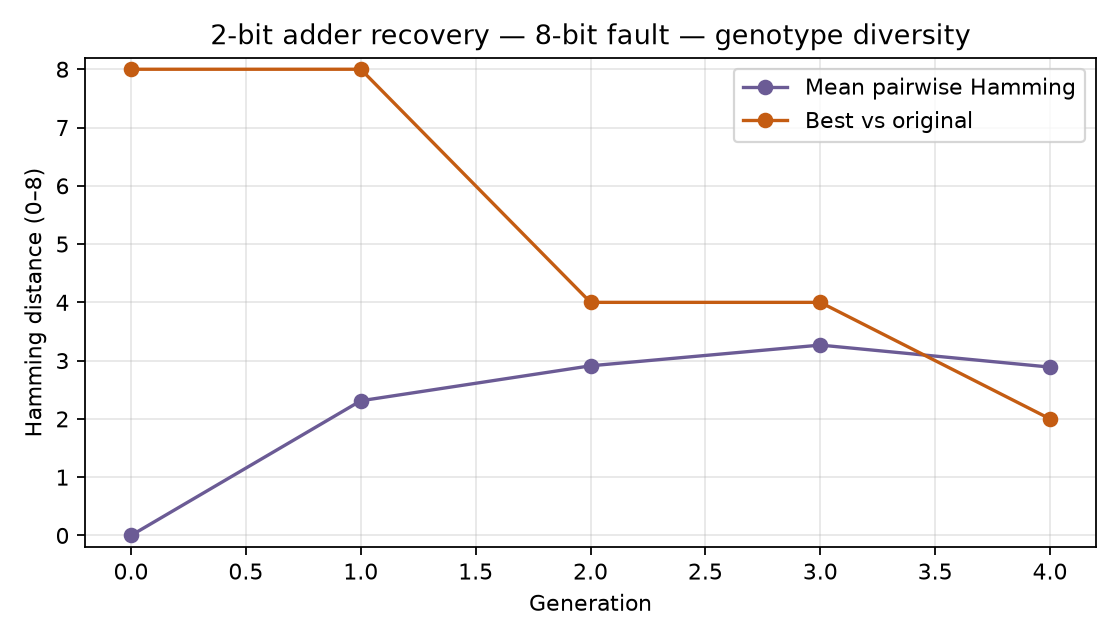 2-bit adder recovery — 8-bit fault — genotype diversity
Mean pairwise Hamming
Best vs original
Hamming distance (0–8)
8
7
6
5
4
3
2
1
0
0.0 0.5 1.0 1.5 2.0 2.5 3.0 3.5 4.0
Generation